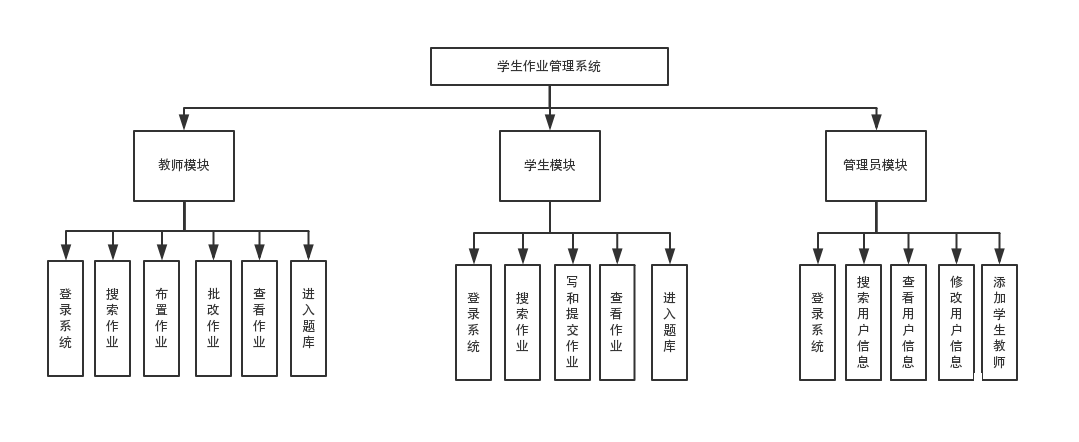 学生作业管理系统
教师模块
学生模块
管理员模块
登录系统
搜索作业
布置作业
批改作业
查看作业
进入题库
登录系统
搜索作业
写和提交作业
查看作业
进入题库
登录系统
搜索用户信息
查看用户信息
修改用户信息
添加学生教师